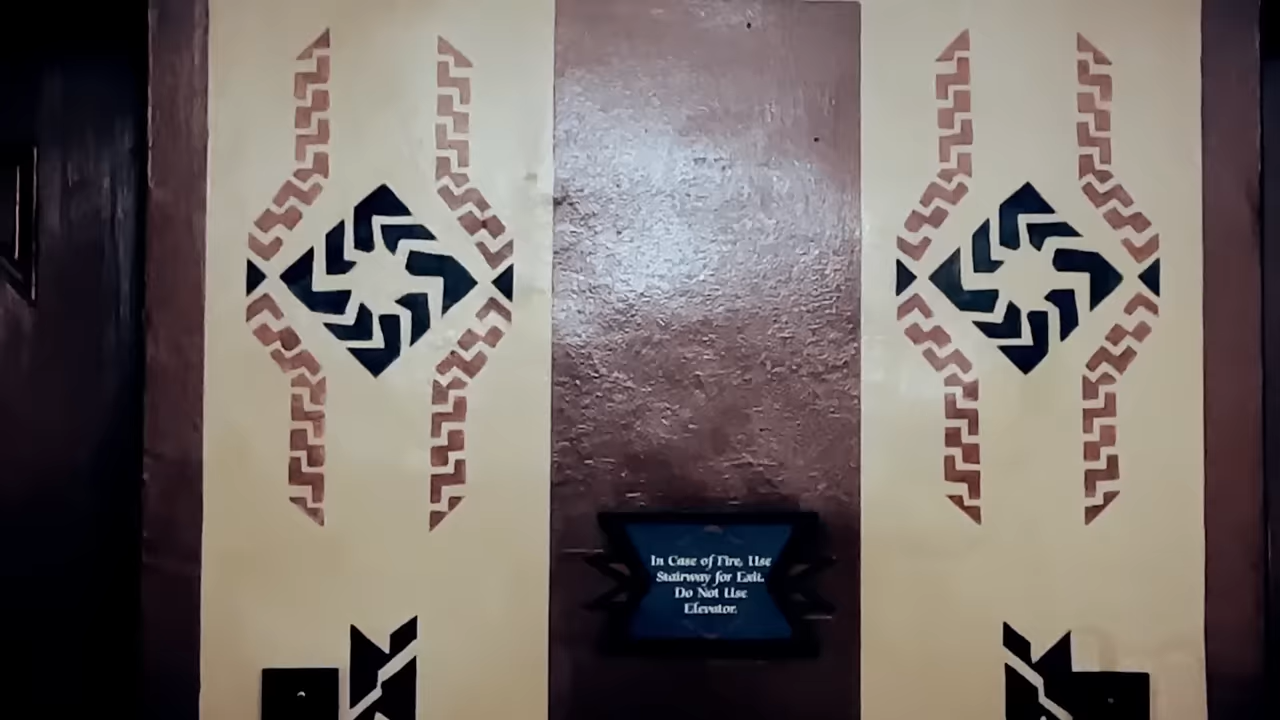 In Case of Fire, Use
Stairway for Exit.
Do Not Use
Elevator.